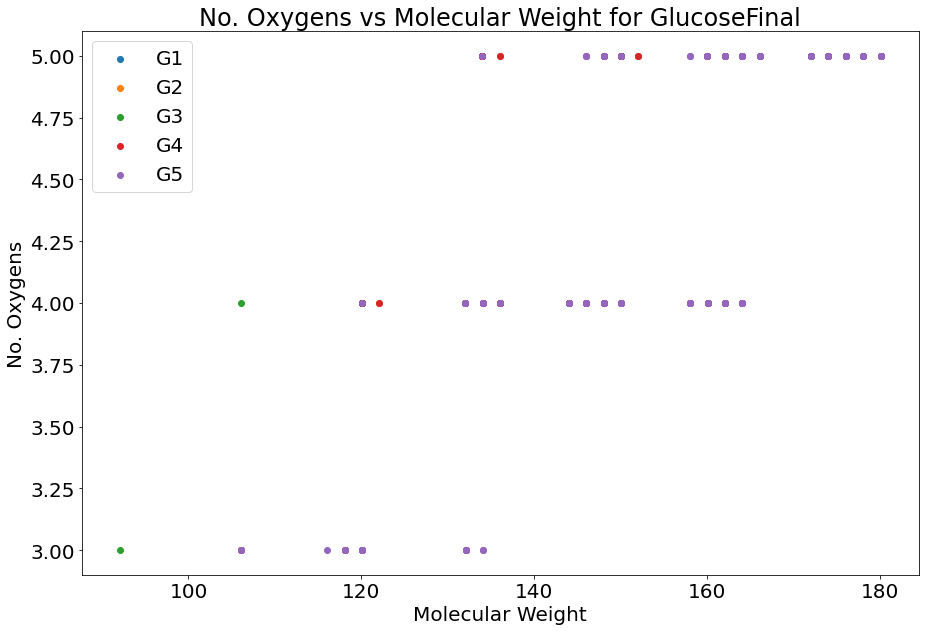 No. Oxygens vs Molecular Weight for GlucoseFinal
G1
G2
G3
G4
G5
No. Oxygens
5.00
4.75
4.50
4.25
4.00
3.75
3.50
3.25
3.00
100 120 140 160 180
Molecular Weight